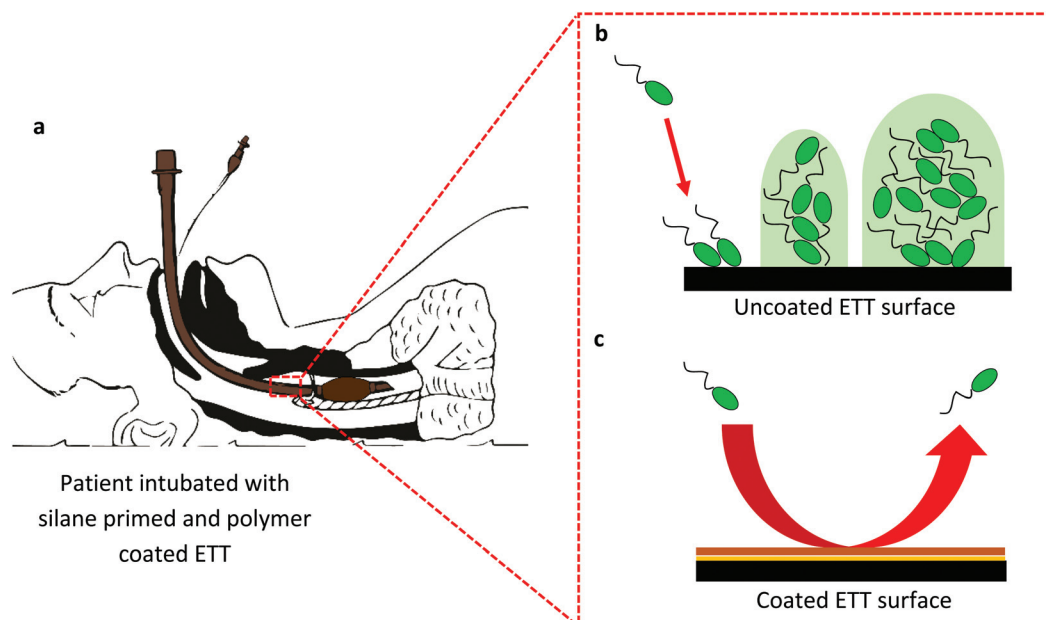 a
Patient intubated with
silane primed and polymer
coated ETT
b
Uncoated ETT surface
c
Coated ETT surface